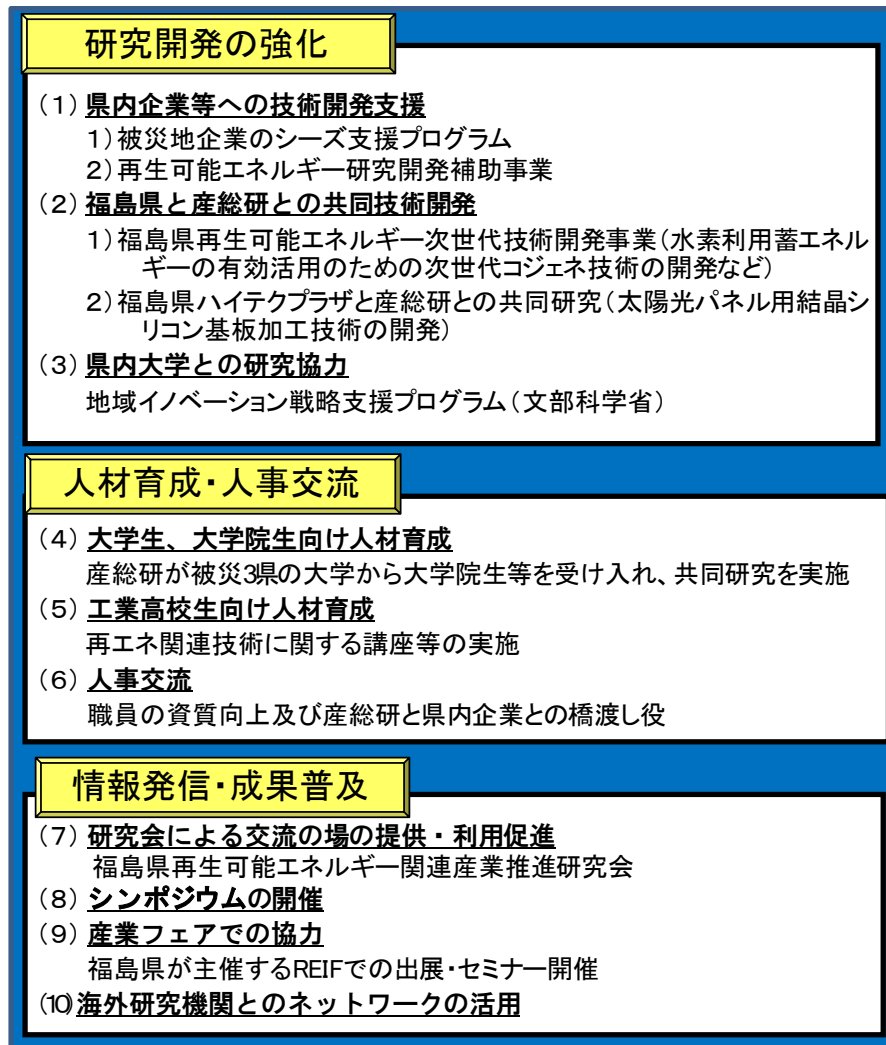 研究開発の強化
(1) 県内企業等への技術開発支援
1)被災地企業のシーズ支援プログラム
2)再生可能エネルギー研究開発補助事業
(2) 福島県と産総研との共同技術開発
1)福島県再生可能エネルギー次世代技術開発事業(水素利用蓄エネル
ギーの有効活用のための次世代コジェネ技術の開発など)
2)福島県ハイテクプラザと産総研との共同研究(太陽光パネル用結晶シ
リコン基板加工技術の開発)
(3) 県内大学との研究協力
地域イノベーション戦略支援プログラム(文部科学省)
人材育成・人事交流
(4) 大学生、大学院生向け人材育成
産総研が被災3県の大学から大学院生等を受け入れ、共同研究を実施
(5) 工業高校生向け人材育成
再エネ関連技術に関する講座等の実施
(6) 人事交流
職員の資質向上及び産総研と県内企業との橋渡し役
情報発信・成果普及
(7) 研究会による交流の場の提供・利用促進
福島県再生可能エネルギー関連産業推進研究会
(8) シンポジウムの開催
(9) 産業フェアでの協力
福島県が主催するREIFでの出展・セミナー開催
(10) 海外研究機関とのネットワークの活用